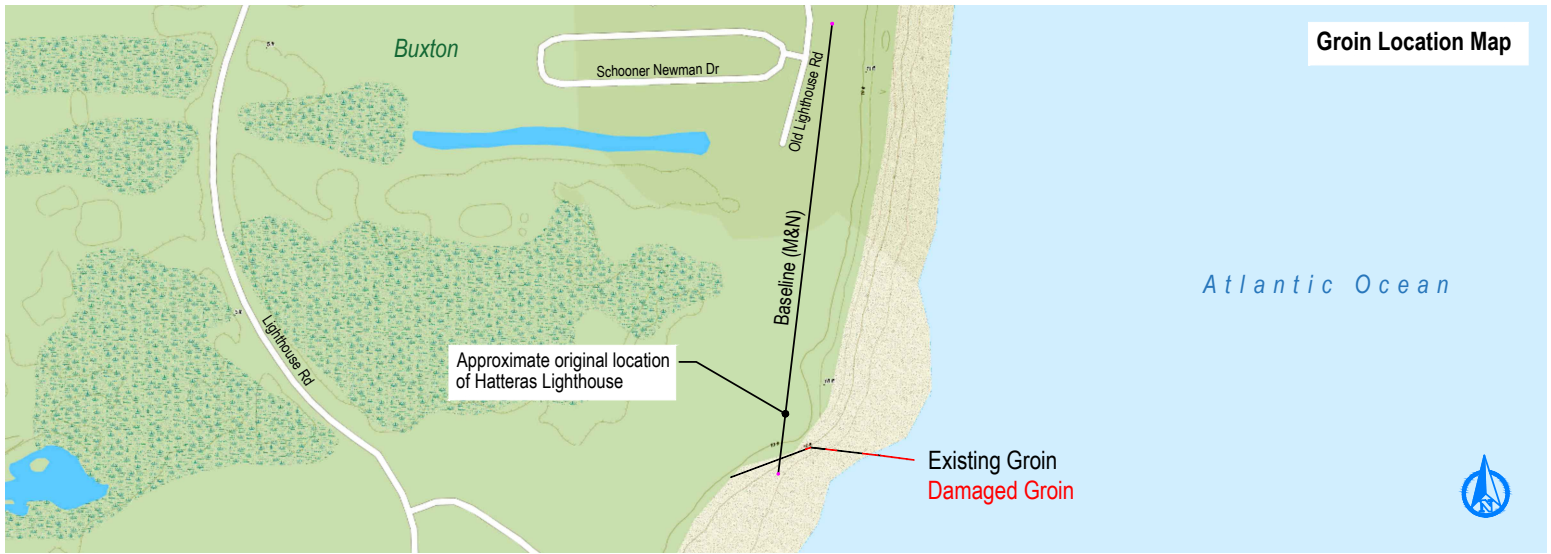 Groin Location Map
Buxton
Schooner Newman Dr
Old Lighthouse Rd
Baseline (M&N)
Atlantic Ocean
Lighthouse Rd
Approximate original location
of Hatteras Lighthouse
Existing Groin
Damaged Groin
N